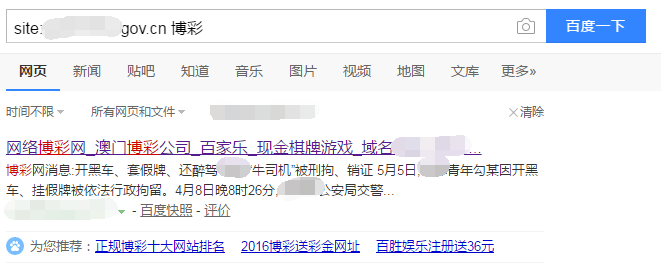 site: gov.cn 博彩 百度一下
网页 新闻 贴吧 知道 音乐 图片 视频 地图 文库 更多»
时间不限 所有网页和文件 清除
网络博彩网_澳门博彩公司_百家乐_现金棋牌游戏_域名 ...
博彩网消息:开黑车、套假牌、还醉驾 "牛司机"被刑拘、销证 5月5日, 青年勾某因开黑
车、挂假牌被依法行政拘留。4月8日晚8时26分, 公安局交警...
- 百度快照 - 评价
为您推荐: 正规博彩十大网站排名 2016博彩送彩金网址 百胜娱乐注册送36元